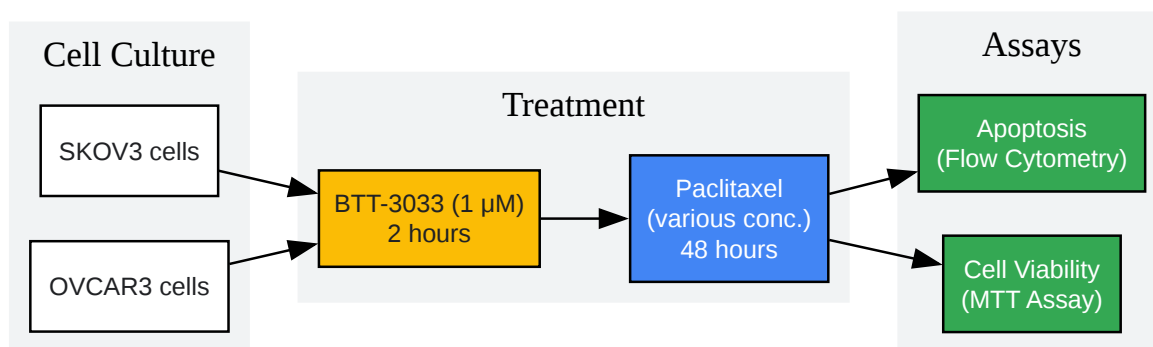 Cell Culture
SKOV3 cells
OVCAR3 cells
Treatment
BTT-3033 (1 μM)
2 hours
Paclitaxel
(various conc.)
48 hours
Assays
Apoptosis
(Flow Cytometry)
Cell Viability
(MTT Assay)